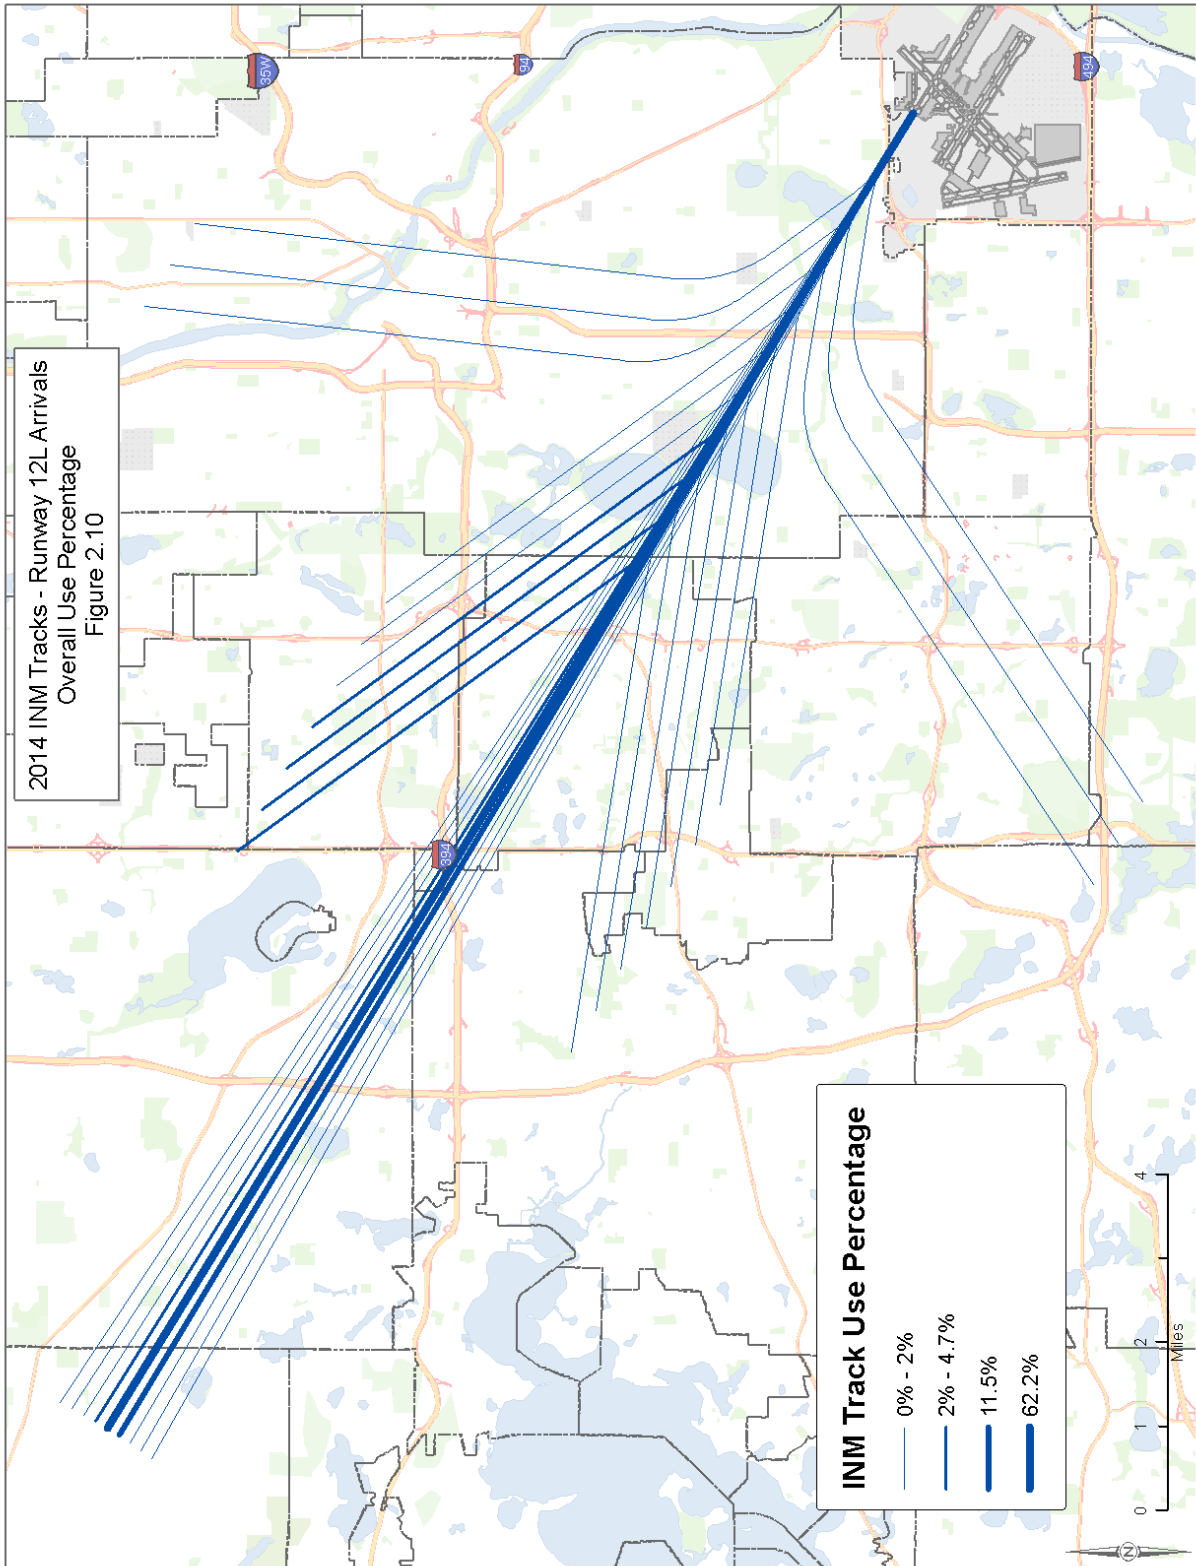 2014 INM Tracks - Runway 12L Arrivals
Overall Use Percentage
Figure 2.10
35W
94
494
394
INM Track Use Percentage
0% - 2%
2% - 4.7%
11.5%
62.2%
0 1 2 4
Miles
N